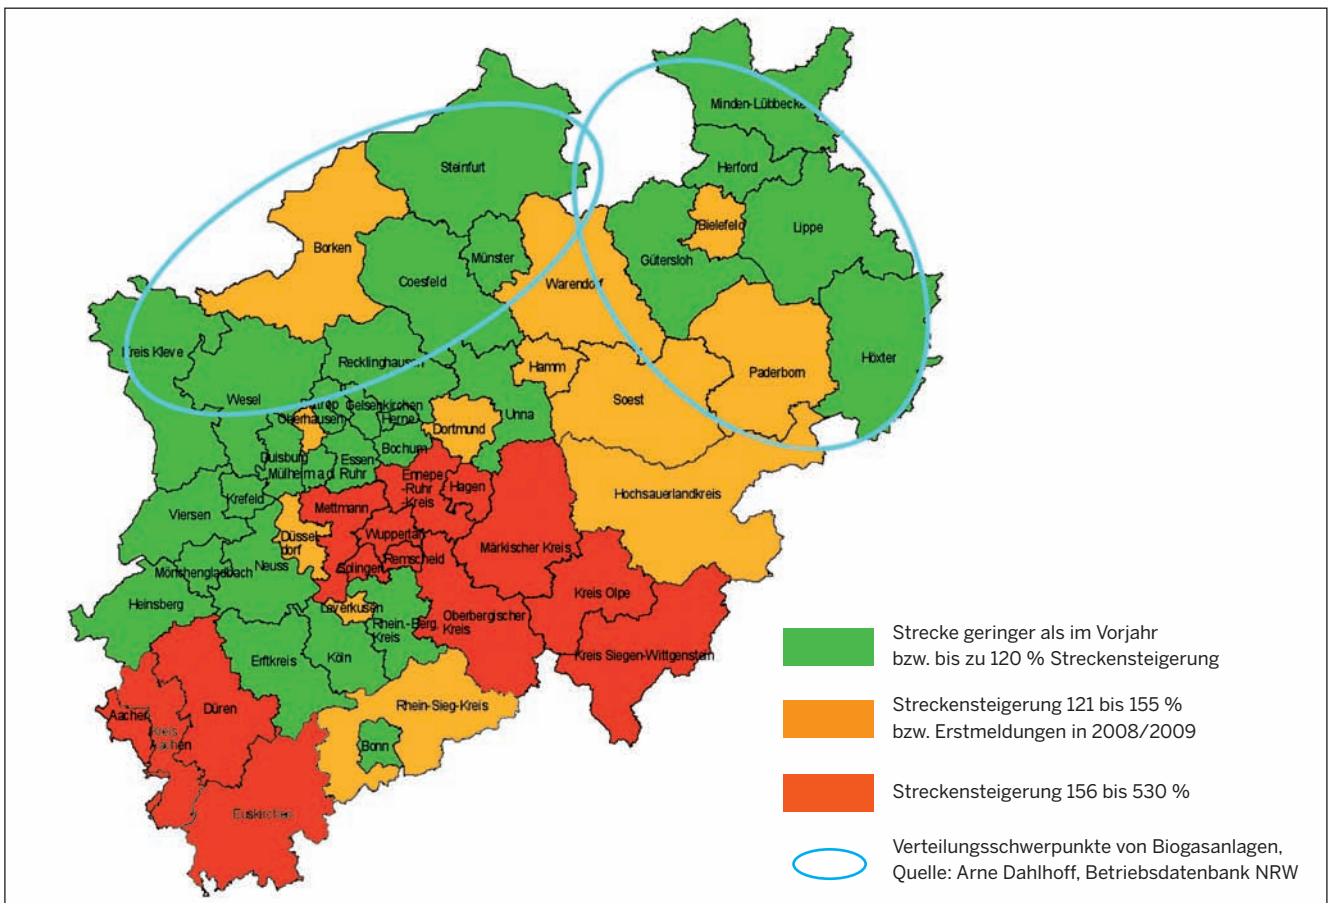 Minden-Lübbecke
Steinfurt
Herford
Bielefeld
Lippe
Borken
Münster
Gütersloh
Coesfeld
Warendorf
Kreis Kleve
Recklinghausen
Hamm
Paderborn
Höxter
Wesel
Soest
Gelsenkirchen
Oberhausen
Herne
Unna
Dortmund
Bochum
Duisburg
Essen
Mülheim a d Ruhr
Ennepe
-Ruhr
-Kreis
Hagen
Hochsauerlandkreis
Krefeld
Mettmann
Viersen
Wuppertal
Düssel
dorf
Märkischer Kreis
Remscheid
Solingen
Neuss
Mönchengladbach
Kreis Olpe
Heinsberg
Leverkusen
Rhein.-Berg.
Kreis
Oberbergischer
Kreis
Erftkreis
Köln
Kreis Siegen-Wittgenstein
Rhein-Sieg-Kreis
Düren
Aachen
Kreis
Aachen
Bonn
Euskirchen
Strecke geringer als im Vorjahr
bzw. bis zu 120 % Streckensteigerung
Streckensteigerung 121 bis 155 %
bzw. Erstmeldungen in 2008/2009
Streckensteigerung 156 bis 530 %
Verteilungsschwerpunkte von Biogasanlagen,
Quelle: Arne Dahlhoff, Betriebsdatenbank NRW